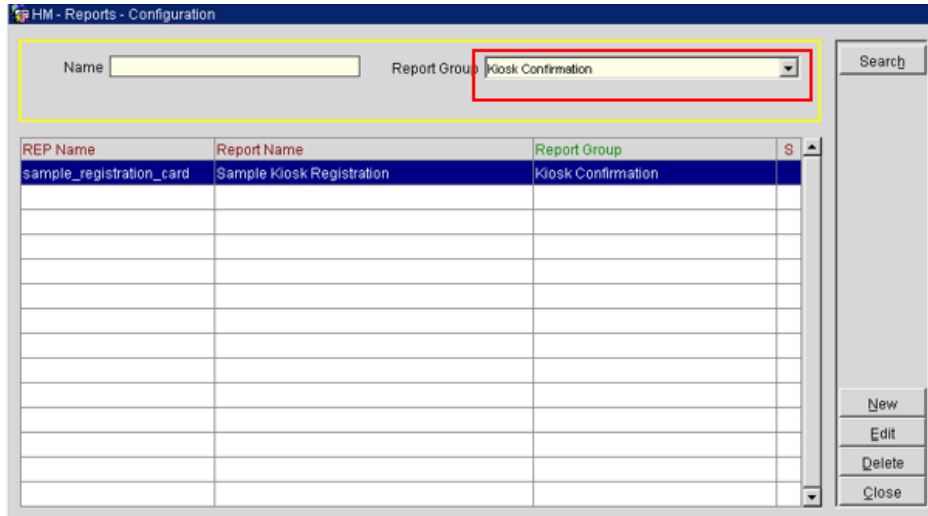 HM - Reports - Configuration
Name Report Group Kiosk Confirmation Search
REP Name Report Name Report Group S
sample_registration_card Sample Kiosk Registration Kiosk Confirmation
New
Edit
Delete
Close